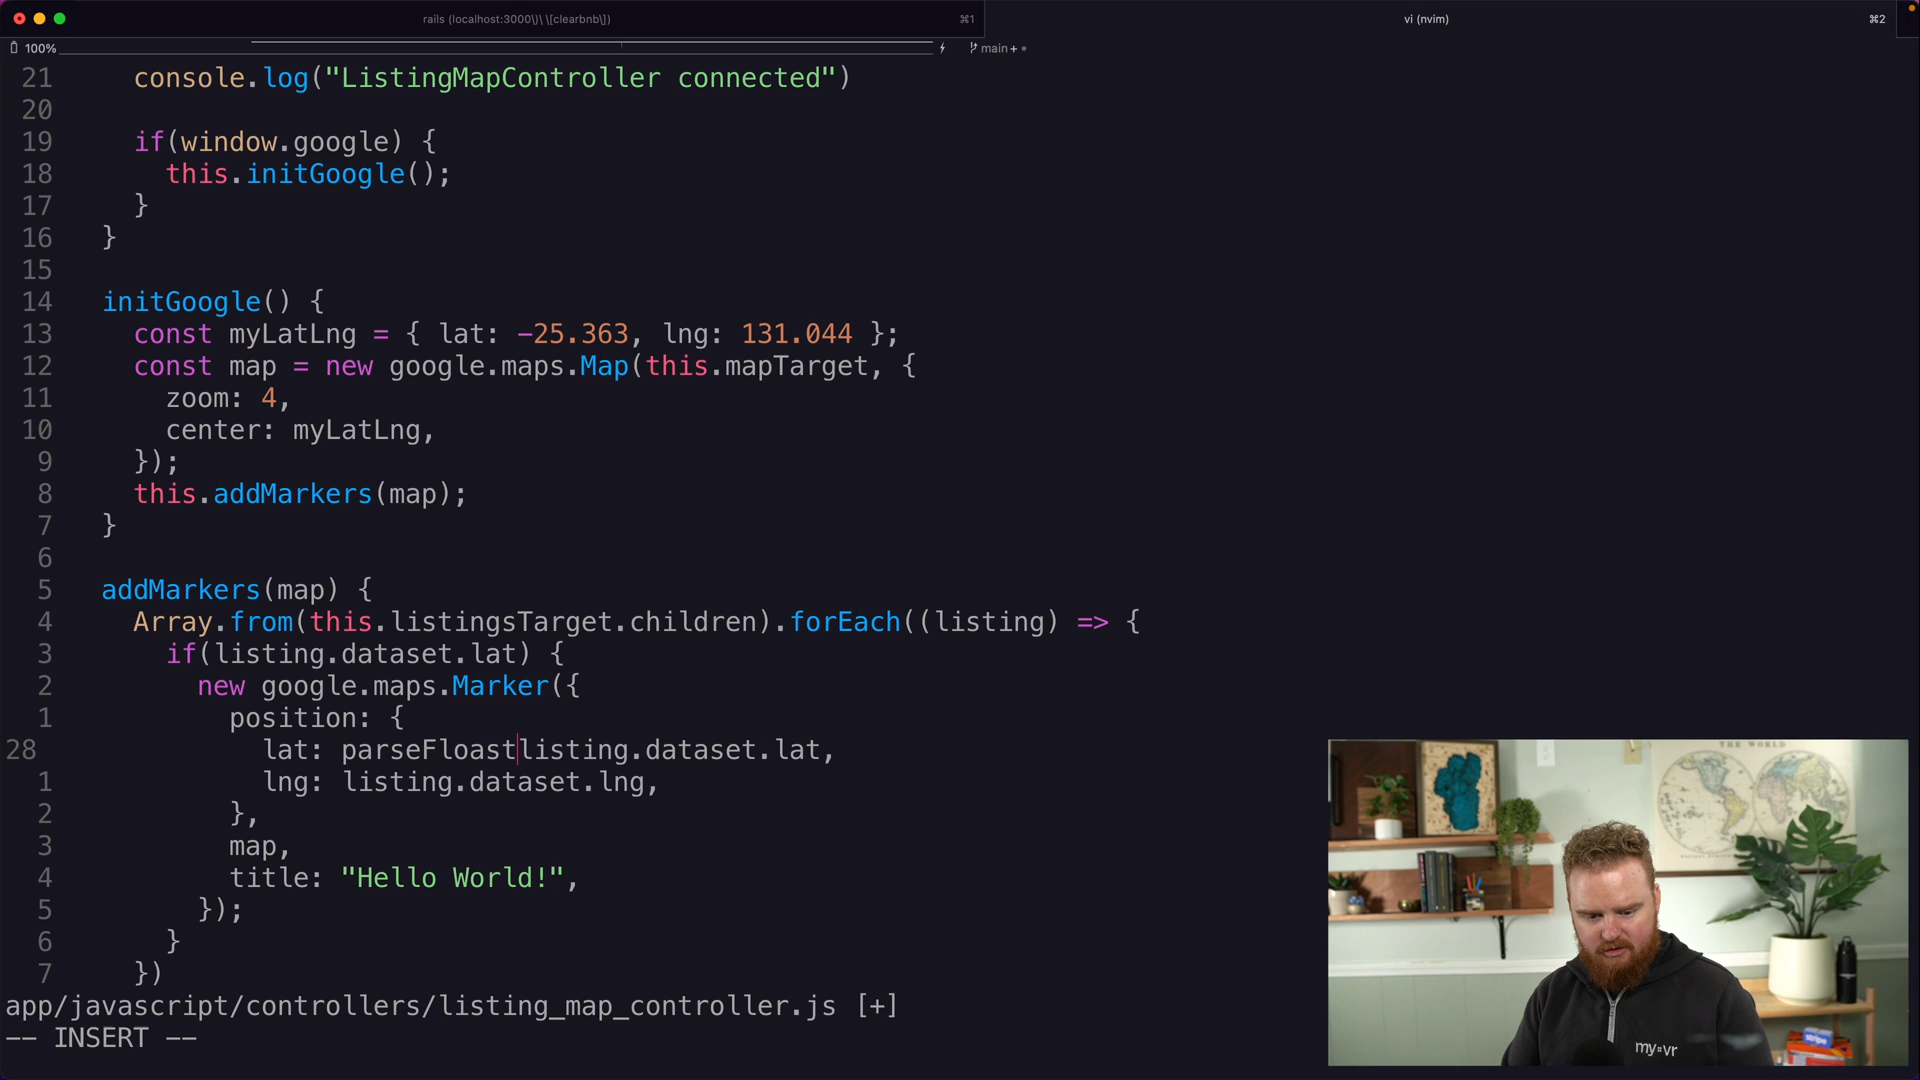 rails (localhost:3000\)\ \[clearbnb\]) ⌘1 vi (nvim) ⌘2
100% main+
21 console.log("ListingMapController connected")
20
19 if(window.google) {
18 this.initGoogle();
17 }
16 }
15
14 initGoogle() {
13 const myLatLng = { lat: -25.363, lng: 131.044 };
12 const map = new google.maps.Map(this.mapTarget, {
11 zoom: 4,
10 center: myLatLng,
9 });
8 this.addMarkers(map);
7 }
6
5 addMarkers(map) {
4 Array.from(this.listingsTarget.children).forEach((listing) => {
3 if(listing.dataset.lat) {
2 new google.maps.Marker({
1 position: {
28 lat: parseFloastlisting.dataset.lat,
1 lng: listing.dataset.lng,
2 },
3 map,
4 title: "Hello World!",
5 });
6 }
7 })
app/javascript/controllers/listing_map_controller.js [+]
-- INSERT --
THE WORLD
stripe
my vr